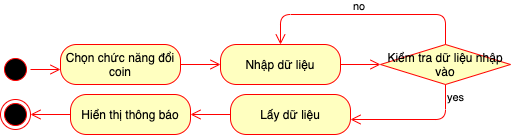 no
Chọn chức năng đổi
coin
Nhập dữ liệu
Kiểm tra dữ liệu nhập
vào
yes
Hiển thị thông báo
Lấy dữ liệu